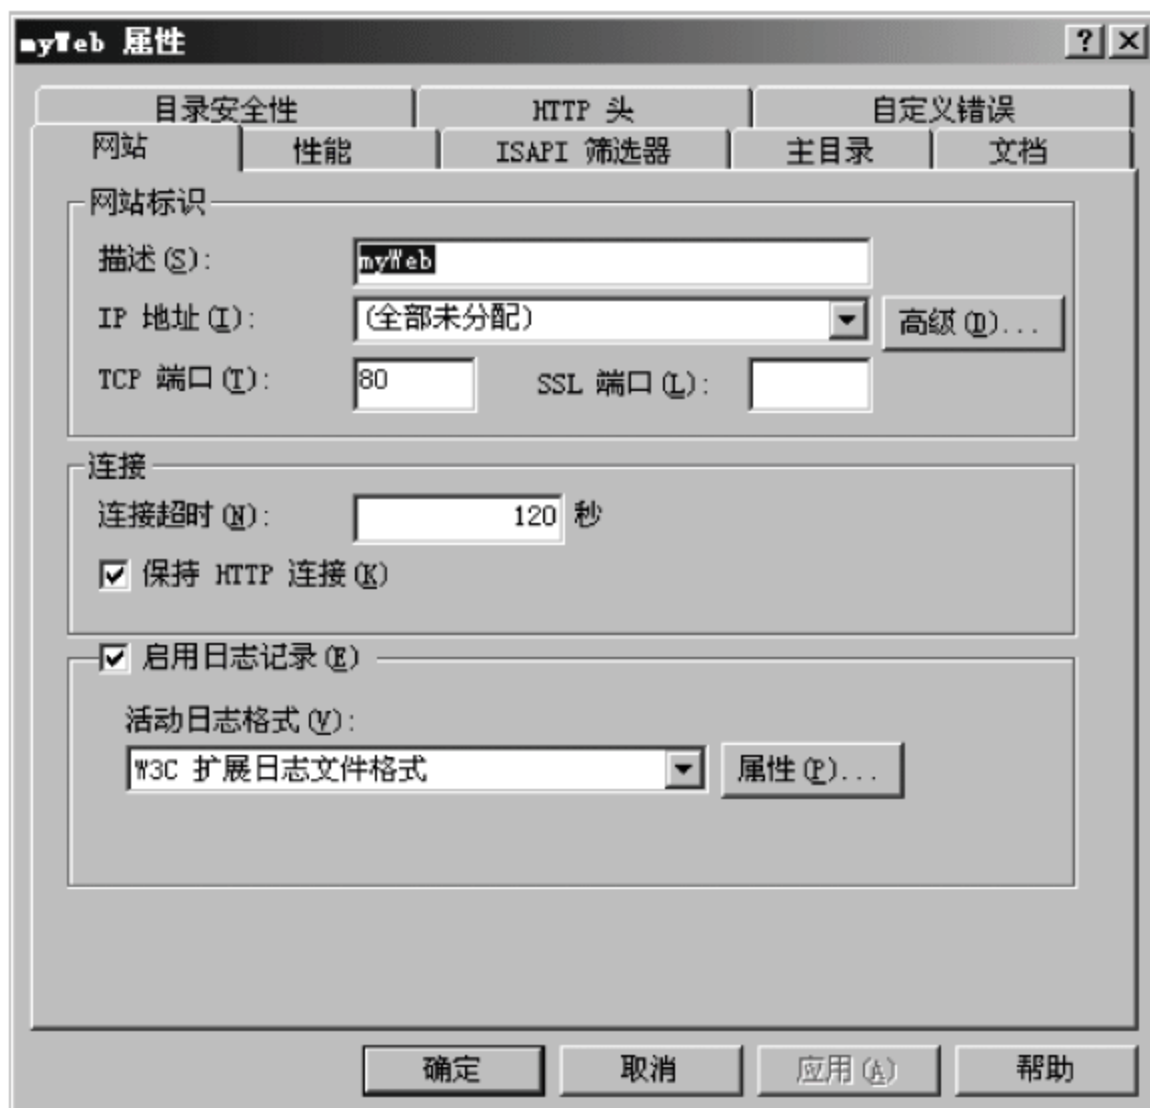 myWeb 属性
目录安全性 HTTP 头 自定义错误
网站 性能 ISAPI 筛选器 主目录 文档
网站标识
描述(S): myWeb
IP 地址(I): (全部未分配) 高级(D)...
TCP 端口(T): 80 SSL 端口(L):
连接
连接超时(N): 120 秒
保持 HTTP 连接(K)
启用日志记录(E)
活动日志格式(V):
W3C 扩展日志文件格式 属性(P)...
确定 取消 应用(A) 帮助